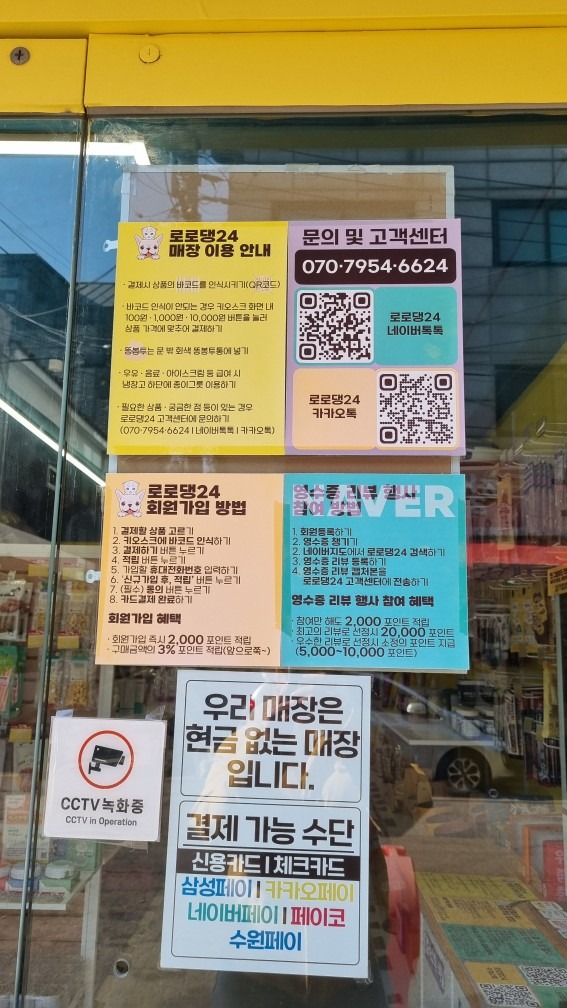 로로댕24
매장 이용 안내
· 결제시 상품의 바코드를 인식시키기(QR코드)
· 바코드 인식이 안되는 경우 키오스크 화면 내
100원 · 1,000원 · 10,000원 버튼을 눌러
상품 가격에 맞추어 결제하기
· 똥봉투는 문 밖 회색 똥봉투통에 넣기
· 우유 · 음료 · 아이스크림 등 급여 시
냉장고 하단에 종이그릇 이용하기
· 필요한 상품 · 궁금한 점 등이 있는 경우
로로댕24 고객센터에 문의하기
(070-7954-6624 | 네이버톡톡 | 카카오톡)
문의 및 고객센터
070·7954·6624
로로댕24
네이버톡톡
로로댕24
카카오톡
로로댕24
회원가입 방법
1. 결제할 상품 고르기
2. 키오스크에 바코드 인식하기
3. 결제하기 버튼 누르기
4. 적립 버튼 누르기
5. 가입할 휴대전화번호 입력하기
6. '신규가입 후, 적립' 버튼 누르기
7. (필수) 동의 버튼 누르기
8. 카드결제 완료하기
회원가입 혜택
· 회원가입 즉시 2,000 포인트 적립
· 구매금액의 3% 포인트 적립(앞으로쭉~)
영수증 리뷰 행사
참여 방법
NAVER
1. 회원등록하기
2. 영수증 챙기기
2. 네이버지도에서 로로댕24 검색하기
3. 영수증 리뷰 등록하기
4. 영수증 리뷰 캡처본을
로로댕24 고객센터에 전송하기
영수증 리뷰 행사 참여 혜택
· 참여만 해도 2,000 포인트 적립
· 최고의 리뷰로 선정시 20,000 포인트
· 우수한 리뷰로 선정시 소정의 포인트 지급
(5,000~10,000 포인트)
우리 매장은
현금 없는 매장
입니다.
결제 가능 수단
신용카드 | 체크카드
삼성페이 | 카카오페이
네이버페이 | 페이코
수원페이
CCTV 녹화중
CCTV in Operation